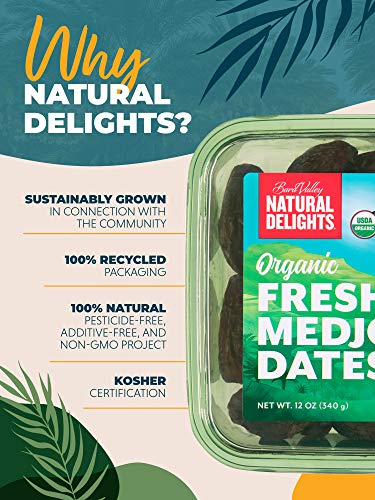 Why
NATURAL
DELIGHTS?
SUSTAINABLY GROWN
IN CONNECTION WITH
THE COMMUNITY
100% RECYCLED
PACKAGING
100% NATURAL
PESTICIDE-FREE,
ADDITIVE-FREE, AND
NON-GMO PROJECT
KOSHER
CERTIFICATION
Bard Valley
NATURAL
DELIGHTS.
USDA
ORGANIC
Organic
FRESH
MEDJO
DATES
NET WT. 12 OZ (340 g)